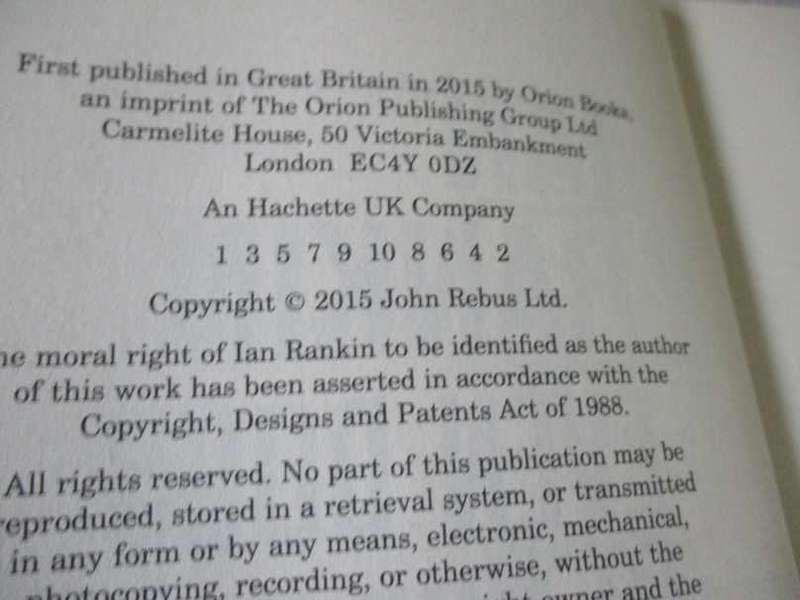 First published in Great Britain in 2015 by Orion Books,
an imprint of The Orion Publishing Group Ltd
Carmelite House, 50 Victoria Embankment
London EC4Y 0DZ
An Hachette UK Company
1 3 5 7 9 10 8 6 4 2
Copyright © 2015 John Rebus Ltd.
he moral right of Ian Rankin to be identified as the author
of this work has been asserted in accordance with the
Copyright, Designs and Patents Act of 1988.
All rights reserved. No part of this publication may be
reproduced, stored in a retrieval system, or transmitted
in any form or by any means, electronic, mechanical,
photocopying, recording, or otherwise, without the
owner and the